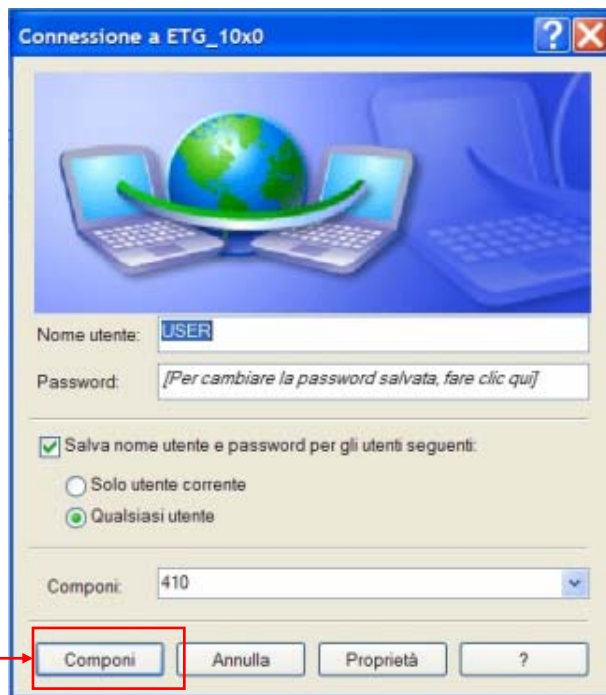 Connessione a ETG_10x0
Nome utente: USER
Password: [Per cambiare la password salvata, fare clic qui]
Salva nome utente e password per gli utenti seguenti:
Solo utente corrente
Qualsiasi utente
Componi: 410
Componi Annulla Proprietà ?